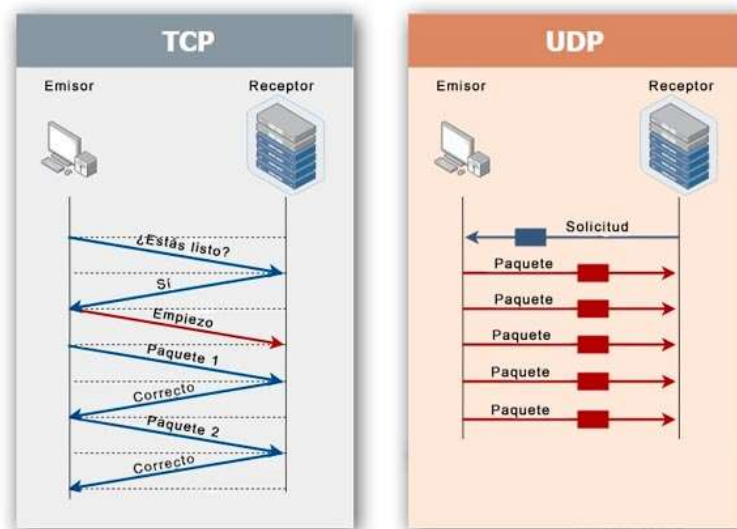 TCP
Emisor Receptor
¿Estás listo?
Sí
Empiezo
Paquete 1
Correcto
Paquete 2
Correcto
UDP
Emisor Receptor
Solicitud
Paquete
Paquete
Paquete
Paquete
Paquete